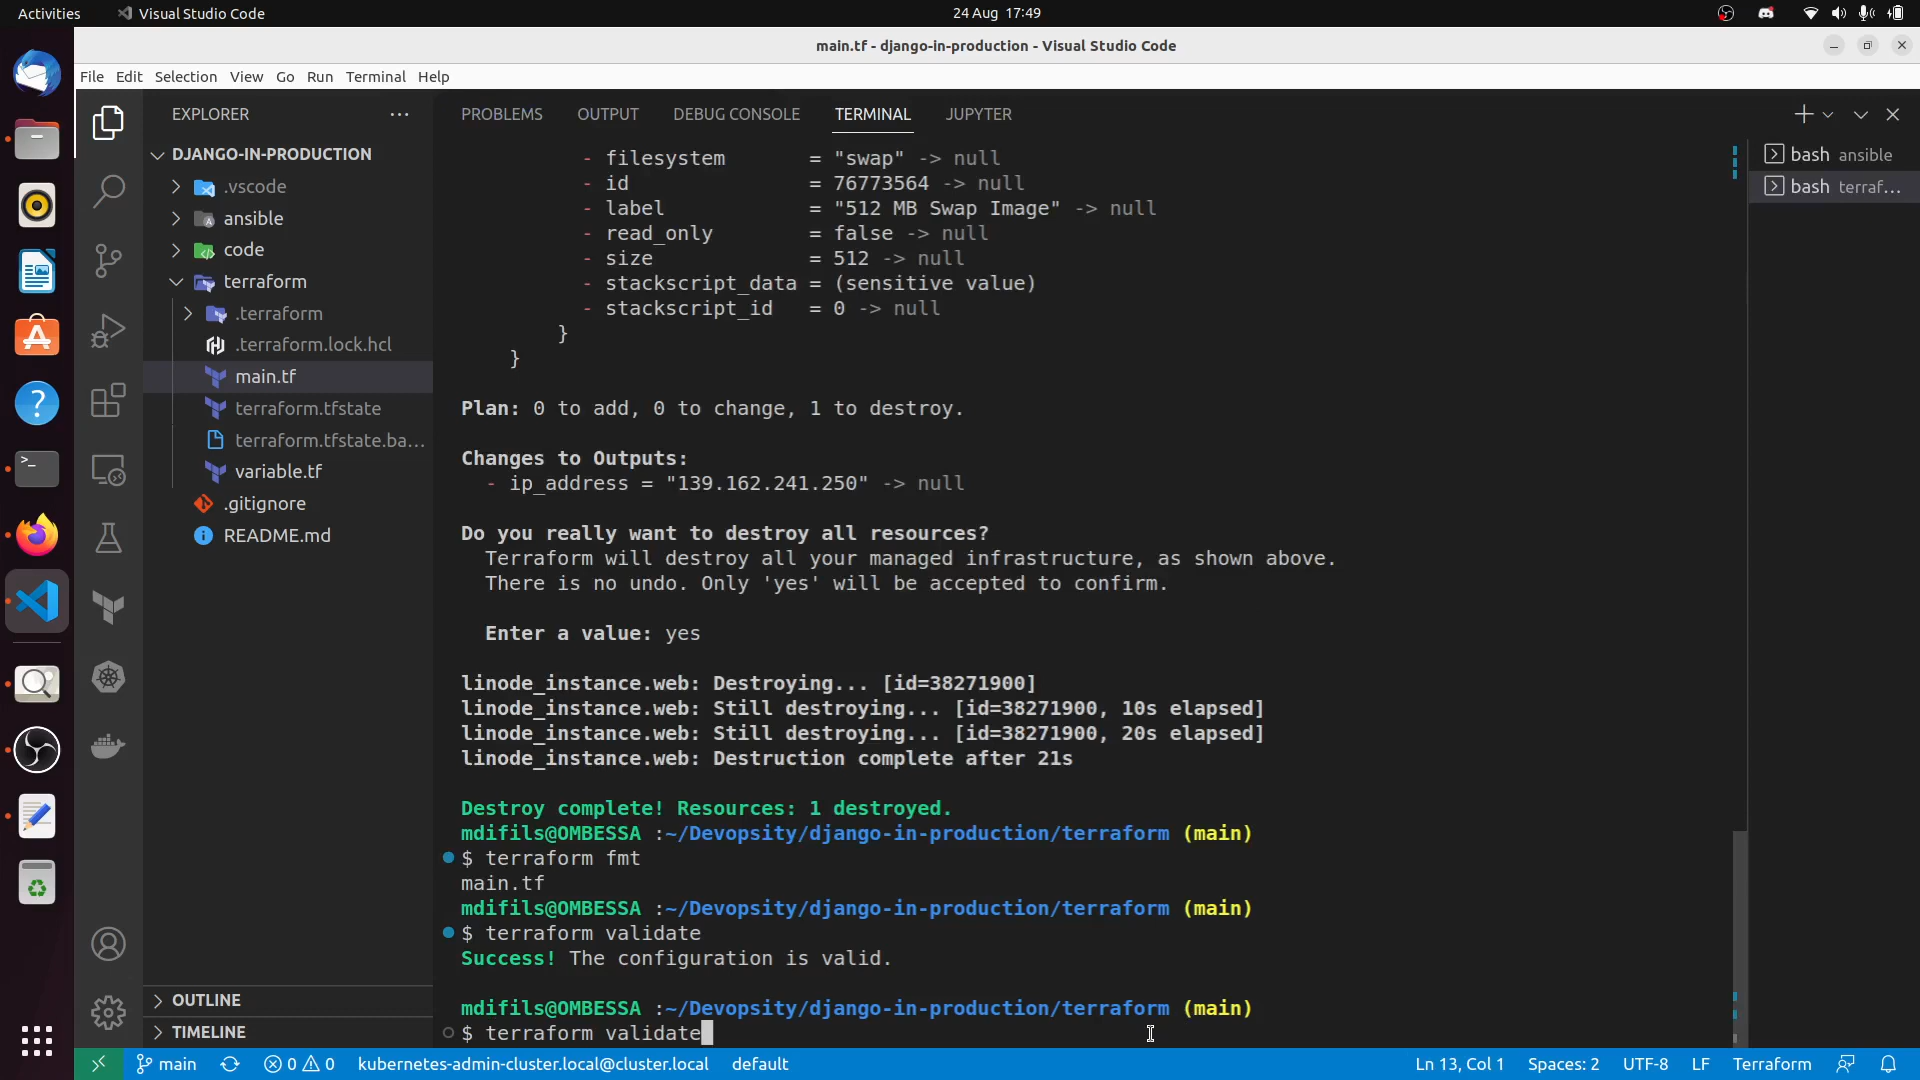 Activities
Visual Studio Code
24 Aug 17:49
main.tf - django-in-production - Visual Studio Code
File Edit Selection View Go Run Terminal Help
EXPLORER
DJANGO-IN-PRODUCTION
.vscode
ansible
code
terraform
.terraform
.terraform.lock.hcl
main.tf
terraform.tfstate
terraform.tfstate.ba...
variable.tf
.gitignore
README.md
OUTLINE
TIMELINE
PROBLEMS OUTPUT DEBUG CONSOLE TERMINAL JUPYTER
- filesystem = "swap" -> null
- id = 76773564 -> null
- label = "512 MB Swap Image" -> null
- read_only = false -> null
- size = 512 -> null
- stackscript_data = (sensitive value)
- stackscript_id = 0 -> null
}
}
Plan: 0 to add, 0 to change, 1 to destroy.
Changes to Outputs:
- ip_address = "139.162.241.250" -> null
Do you really want to destroy all resources?
Terraform will destroy all your managed infrastructure, as shown above.
There is no undo. Only 'yes' will be accepted to confirm.
Enter a value: yes
linode_instance.web: Destroying... [id=38271900]
linode_instance.web: Still destroying... [id=38271900, 10s elapsed]
linode_instance.web: Still destroying... [id=38271900, 20s elapsed]
linode_instance.web: Destruction complete after 21s
Destroy complete! Resources: 1 destroyed.
mdifils@OMBESSA :~/Devopsity/django-in-production/terraform (main)
$ terraform fmt
main.tf
mdifils@OMBESSA :~/Devopsity/django-in-production/terraform (main)
$ terraform validate
Success! The configuration is valid.
mdifils@OMBESSA :~/Devopsity/django-in-production/terraform (main)
$ terraform validate
bash ansible
bash terraf...
main
0 0
kubernetes-admin-cluster.local@cluster.local
default
Ln 13, Col 1
Spaces: 2
UTF-8
LF
Terraform